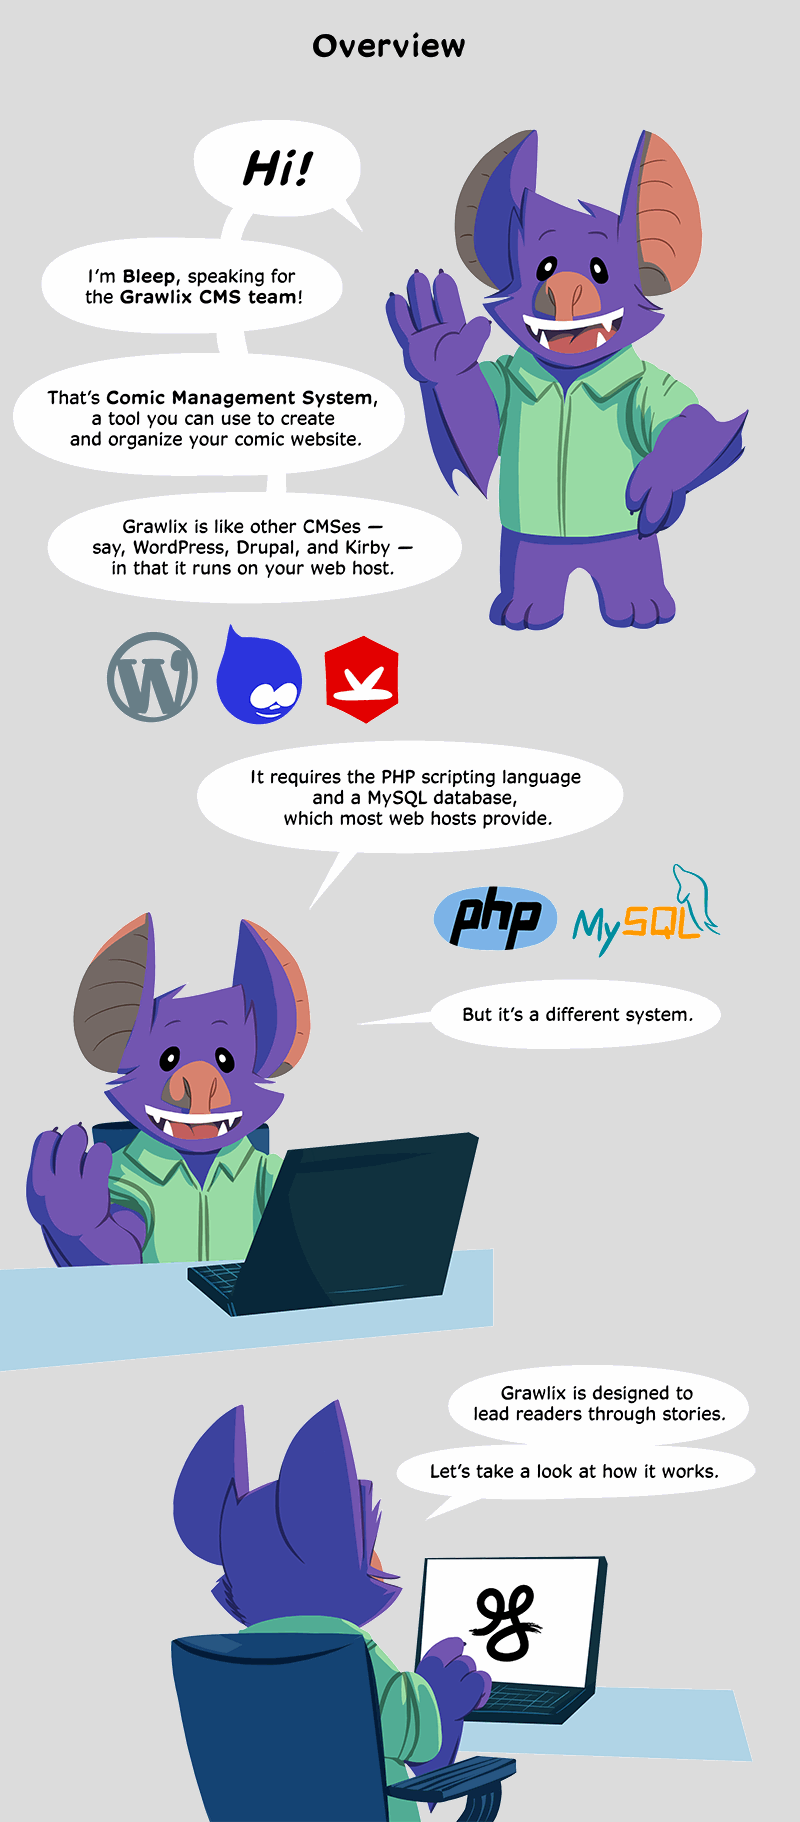 Overview
Hi!
I'm Bleep, speaking for
the Grawlix CMS team!
That's Comic Management System,
a tool you can use to create
and organize your comic website.
Grawlix is like other CMSes —
say, WordPress, Drupal, and Kirby —
in that it runs on your web host.
W
It requires the PHP scripting language
and a MySQL database,
which most web hosts provide.
php
MySQL
But it's a different system.
Grawlix is designed to
lead readers through stories.
Let's take a look at how it works.